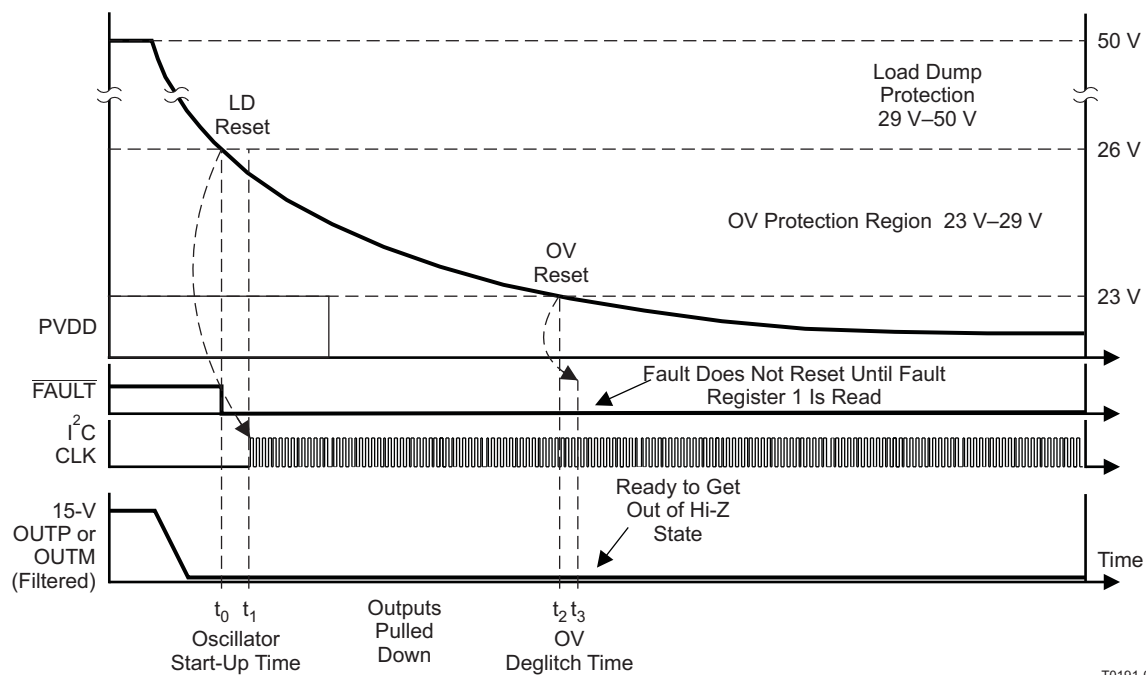 50 V
Load Dump
Protection
29 V–50 V
LD
Reset
26 V
OV Protection Region 23 V–29 V
OV
Reset
23 V
PVDD
FAULT
Fault Does Not Reset Until Fault
Register 1 Is Read
I2C
CLK
Ready to Get
Out of Hi-Z
State
15-V
OUTP or
OUTM
(Filtered)
Time
t0 t1
Oscillator
Start-Up Time
Outputs
Pulled
Down
t2 t3
OV
Deglitch Time